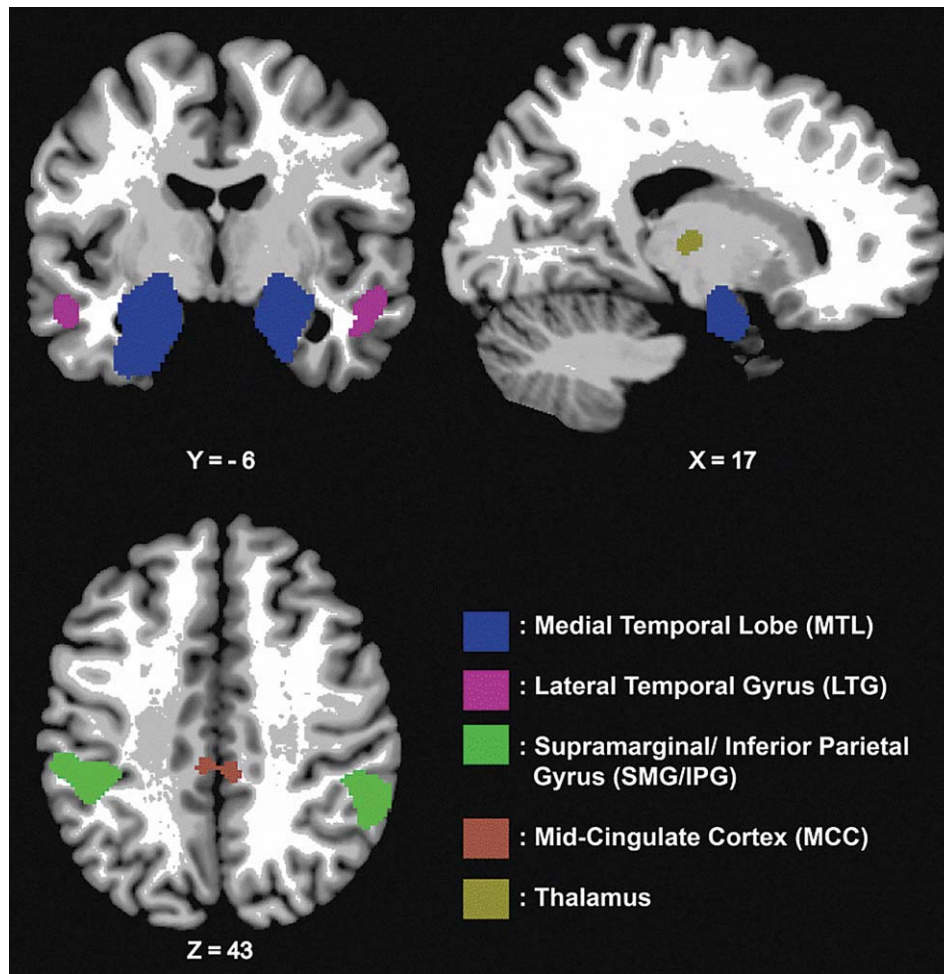 Y = - 6
X = 17
: Medial Temporal Lobe (MTL)
: Lateral Temporal Gyrus (LTG)
: Supramarginal/ Inferior Parietal
Gyrus (SMG/IPG)
: Mid-Cingulate Cortex (MCC)
: Thalamus
Z = 43